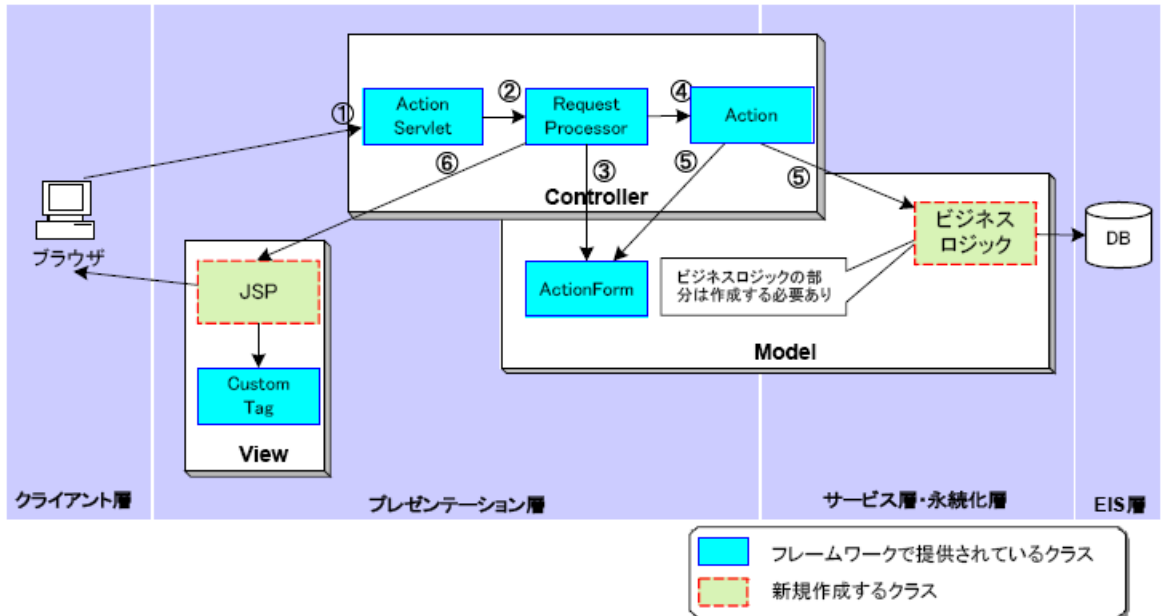 ①
Action
Servlet
②
Request
Processor
④
Action
⑥
③
⑤
⑤
Controller
ブラウザ
JSP
Custom
Tag
View
ActionForm
ビジネスロジックの部
分は作成する必要あり
ビジネス
ロジック
DB
Model
クライアント層
プレゼンテーション層
サービス層・永続化層
EIS層
フレームワークで提供されているクラス
新規作成するクラス